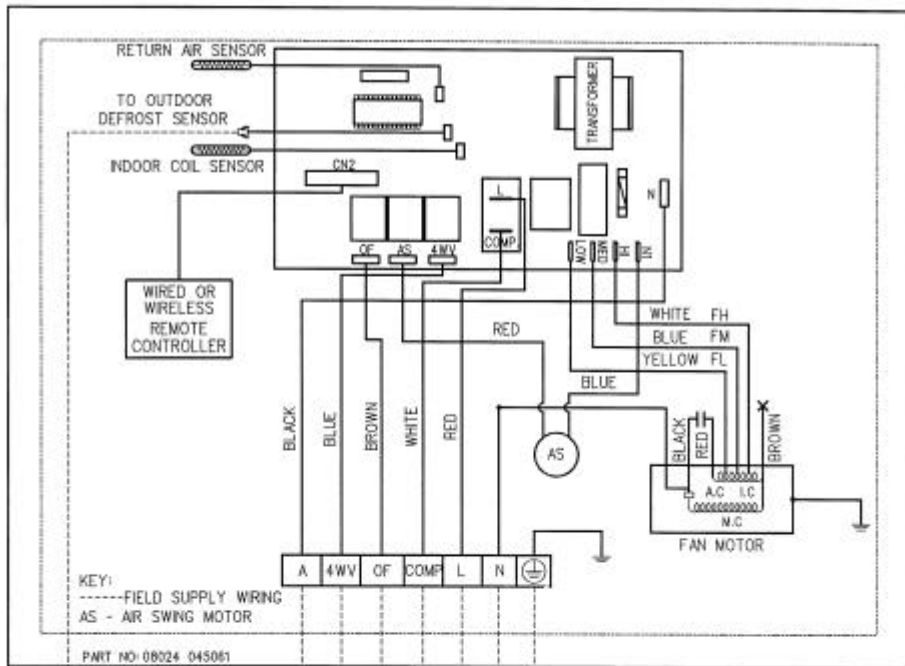 RETURN AIR SENSOR
TO OUTDOOR
DEFROST SENSOR
INDOOR COIL SENSOR
CN2
TRANSFORMER
L
COMP
N
OF
AS
4WV
LOW
MED
HI
N1
WIRED OR
WIRELESS
REMOTE
CONTROLLER
WHITE FH
BLUE FM
YELLOW FL
RED
BLUE
BLACK
BLUE
BROWN
WHITE
RED
AS
BLACK
RED
BROWN
A.C I.C
M.C
FAN MOTOR
A 4WV OF COMP L N
KEY:
------FIELD SUPPLY WIRING
AS - AIR SWING MOTOR
PART NO: 08024 045061